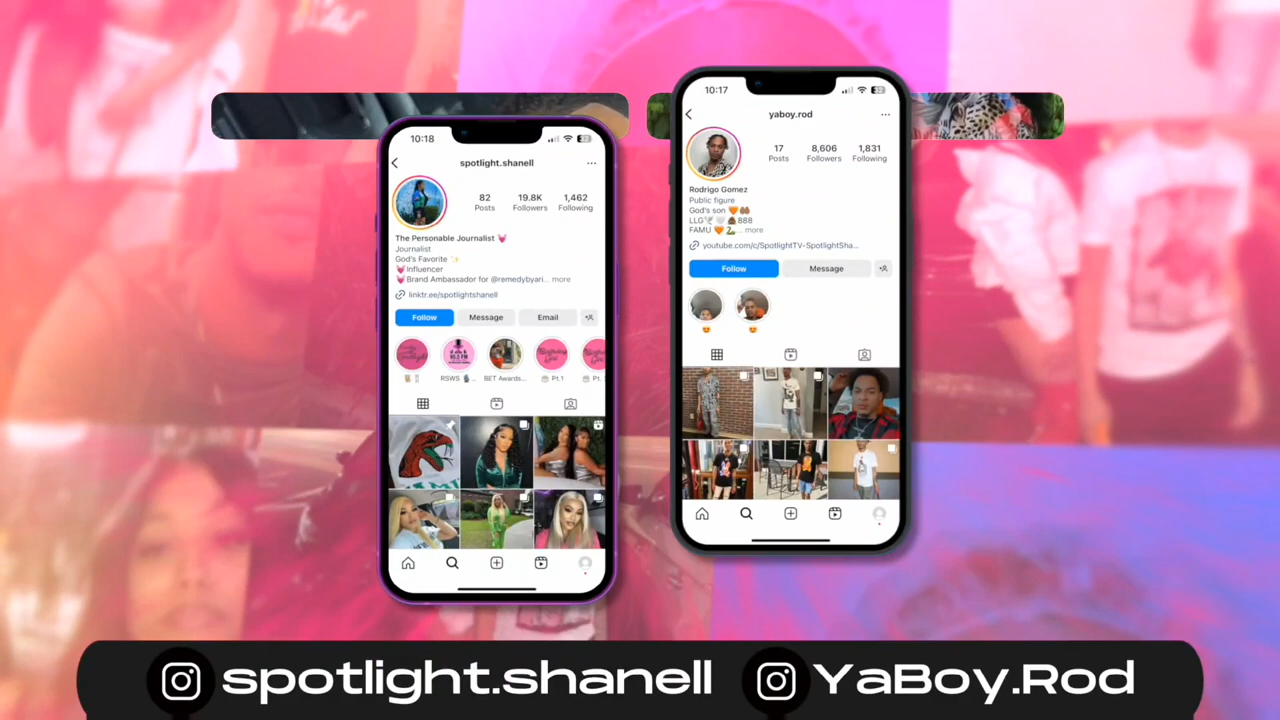 10:18
spotlight.shanell
82
19.8K
1,462
Posts
Followers
Following
The Personable Journalist 💓
Journalist
God's Favorite ✨
💓Influencer
💓Brand Ambassador for @remedybyari... more
linktr.ee/spotlightshanell
Follow
Message
Email
RSWS
BET Awards...
Pt.1
Pt.
10:17
yaboy.rod
17
8,606
1,831
Posts
Followers
Following
Rodrigo Gomez
Public figure
God's son 🧡🤎
LLG🕊🤍 888
FAMU 🧡🐍... more
youtube.com/c/SpotlightTV-SpotlightSha...
Follow
Message
spotlight.shanell
YaBoy.Rod